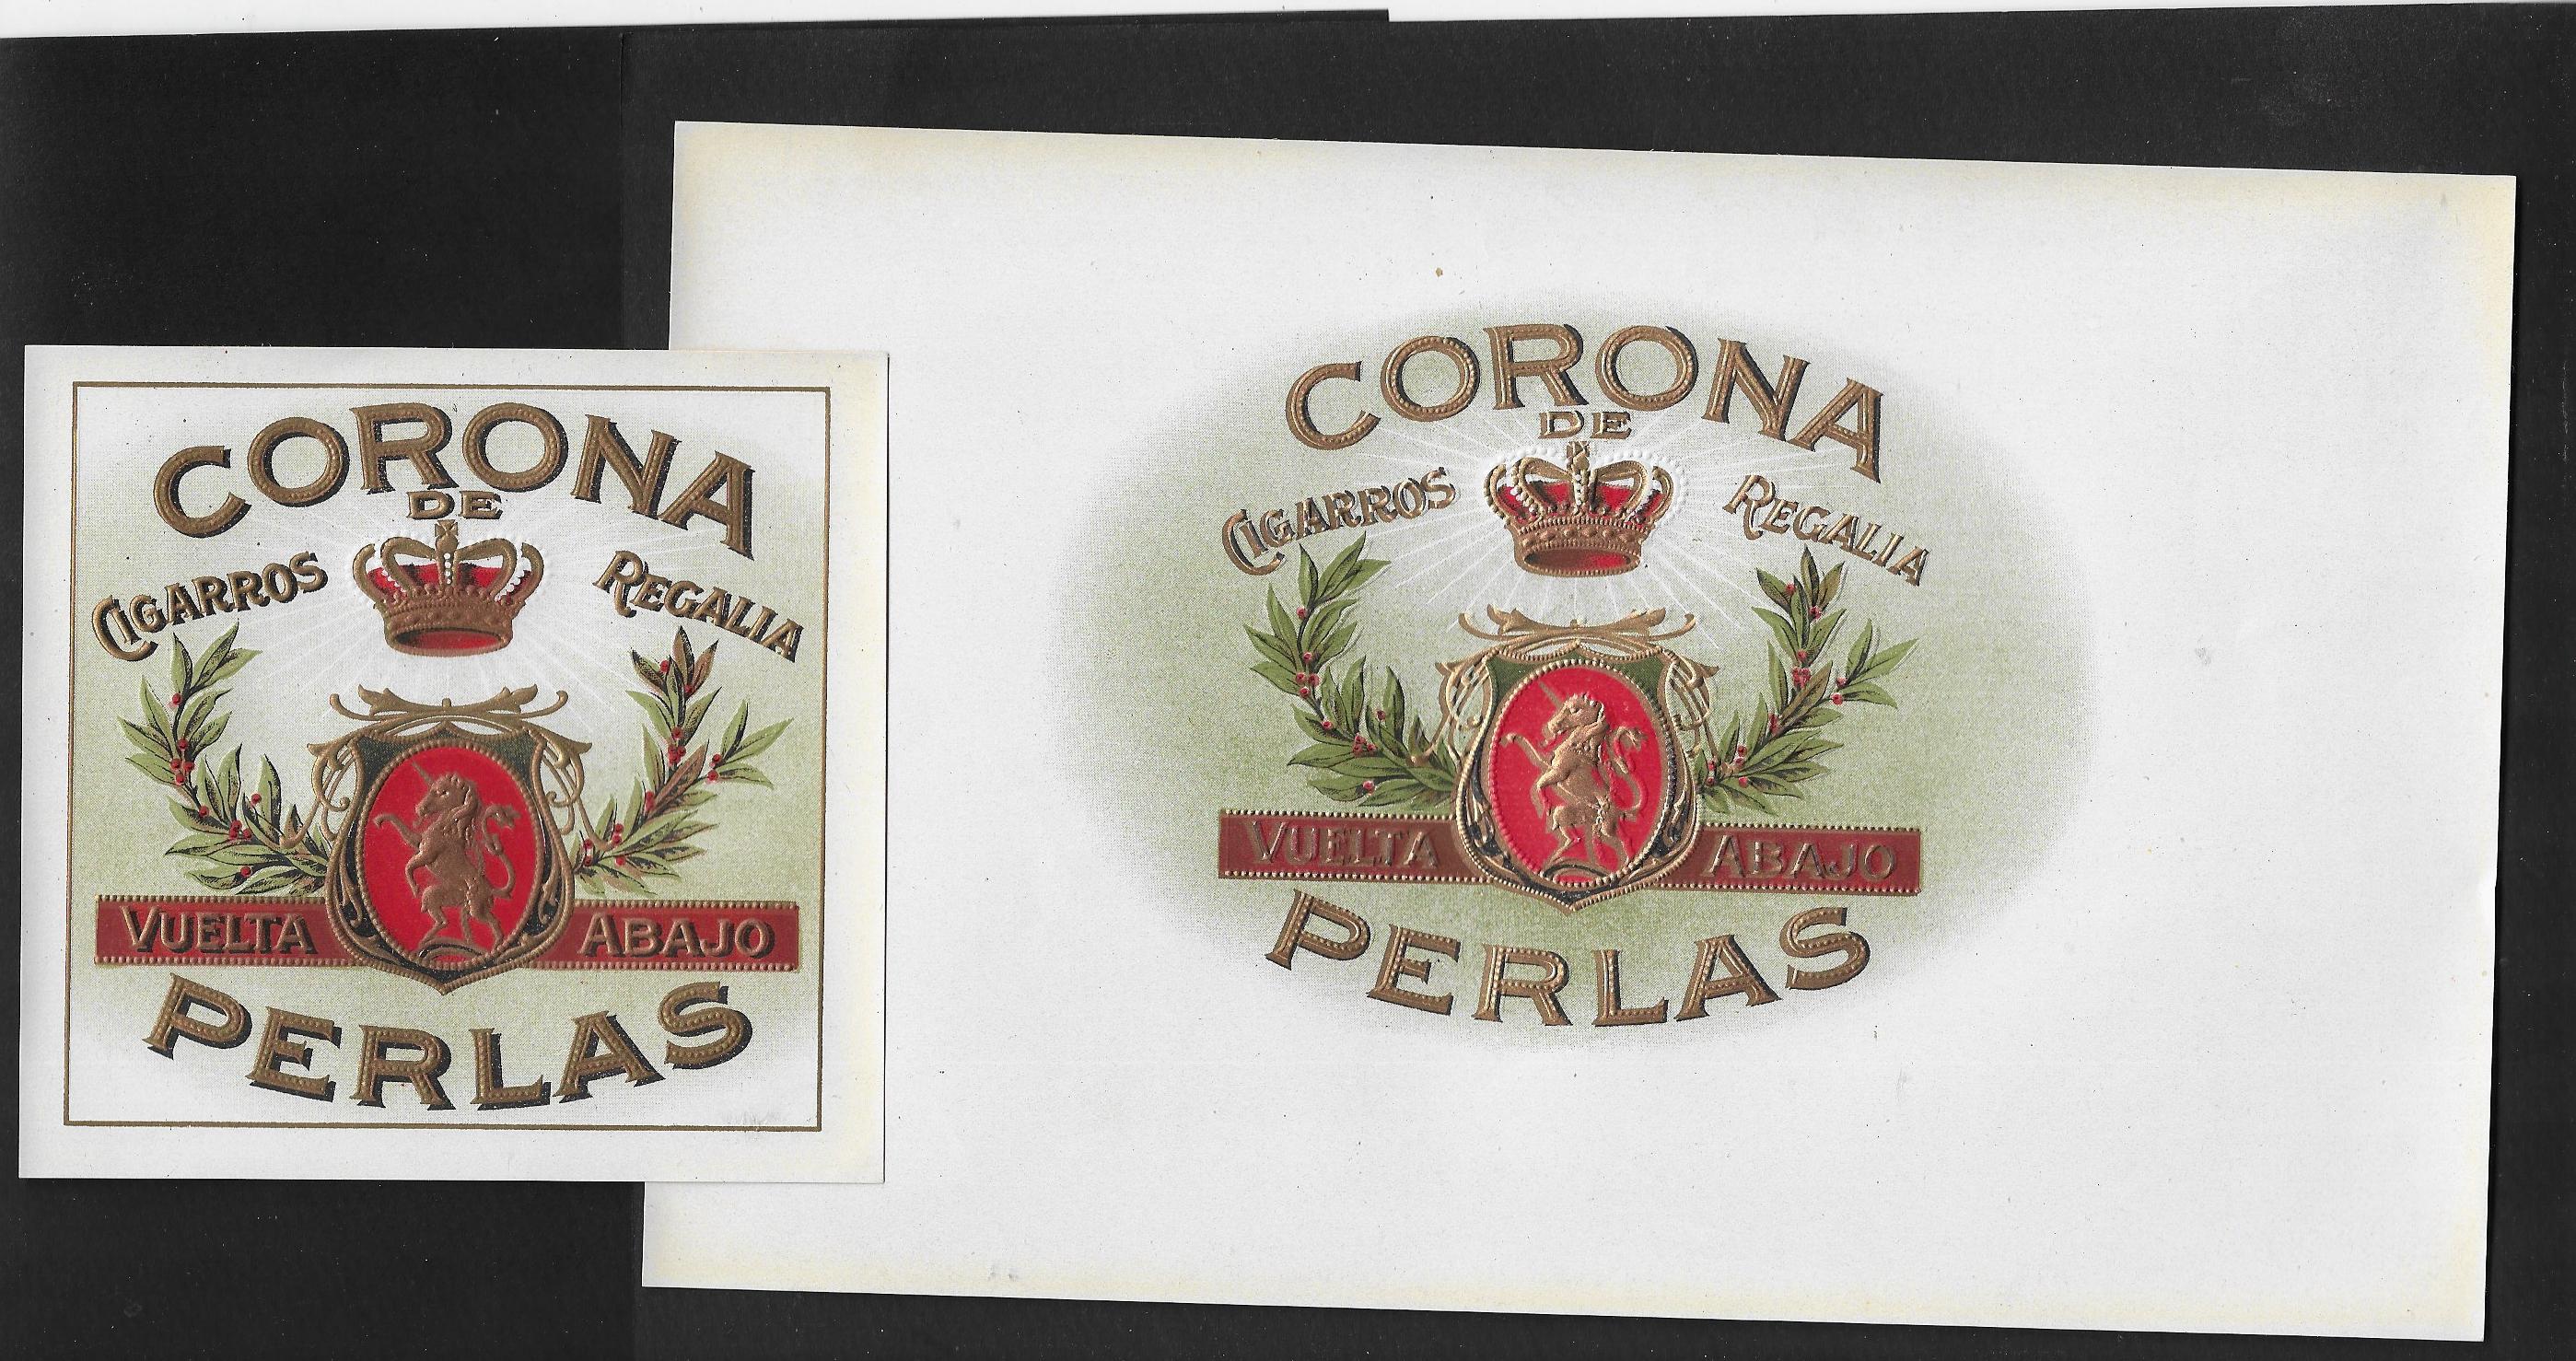 CORONA
DE
CIGARROS REGALIA
VUELTA ABAJO
PERLAS
CORONA
DE
CIGARROS REGALIA
VUELTA ABAJO
PERLAS